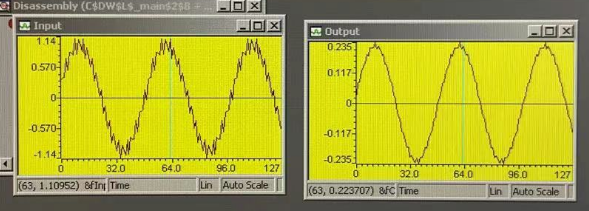 Disassembly (C$DW$L$_main$2$B = ...
Input
1.14
0.570
0
-0.570
-1.14
0 32.0 64.0 96.0 127
(63, 1.10952) &fInp Time Lin Auto Scale
Output
0.235
0.117
0
-0.117
-0.235
0 32.0 64.0 96.0 127
(63, 0.223707) &fO Time Lin Auto Scale